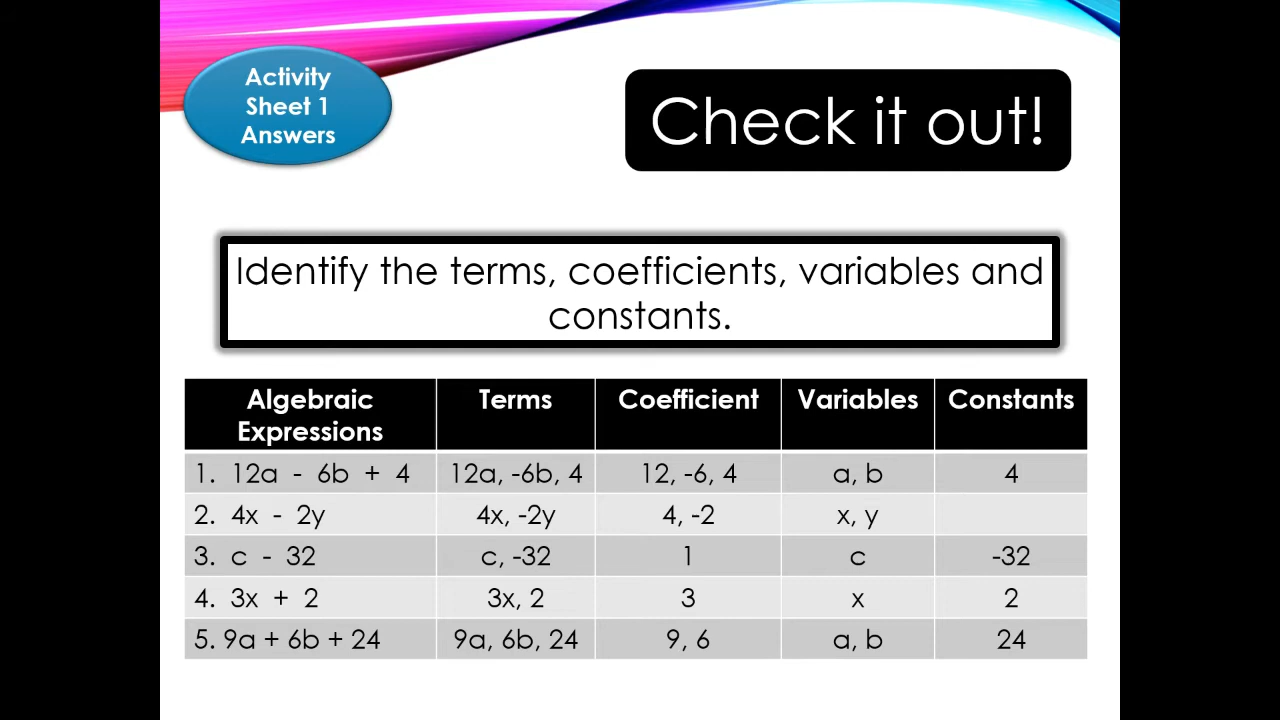 Activity
Sheet 1
Answers
Check it out!
Identify the terms, coefficients, variables and
constants.
Algebraic
Expressions
Terms
Coefficient
Variables
Constants
1. 12a - 6b + 4 12a, -6b, 4 12, -6, 4 a, b 4
2. 4x - 2y 4x, -2y 4, -2 x, y
3. c - 32 c, -32 1 c -32
4. 3x + 2 3x, 2 3 x 2
5. 9a + 6b + 24 9a, 6b, 24 9, 6 a, b 24